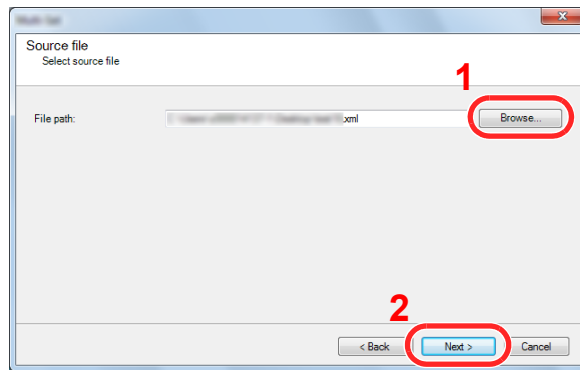 Source file
Select source file
1
File path:
.xml
Browse...
2
< Back
Next >
Cancel